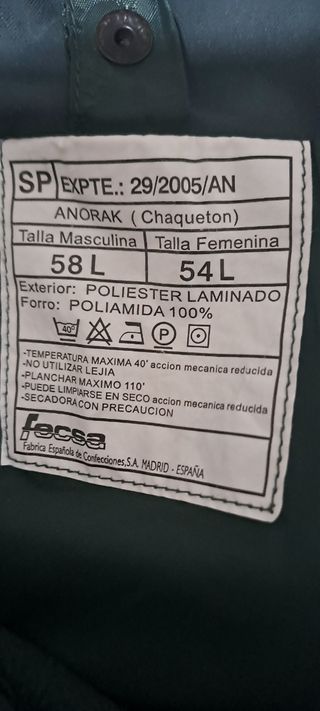 SP EXPTE.: 29/2005/AN
ANORAK ( Chaqueton)
Talla Masculina Talla Femenina
58 L 54 L
Exterior: POLIESTER LAMINADO
Forro: POLIAMIDA 100%
40° P
-TEMPERATURA MAXIMA 40' accion mecanica reducida
-NO UTILIZAR LEJIA
-PLANCHAR MAXIMO 110'
-PUEDE LIMPIARSE EN SECO accion mecanica reducida
-SECADORA CON PRECAUCION
fecsa
Fabrica Española de Confecciones,S.A. MADRID - ESPAÑA